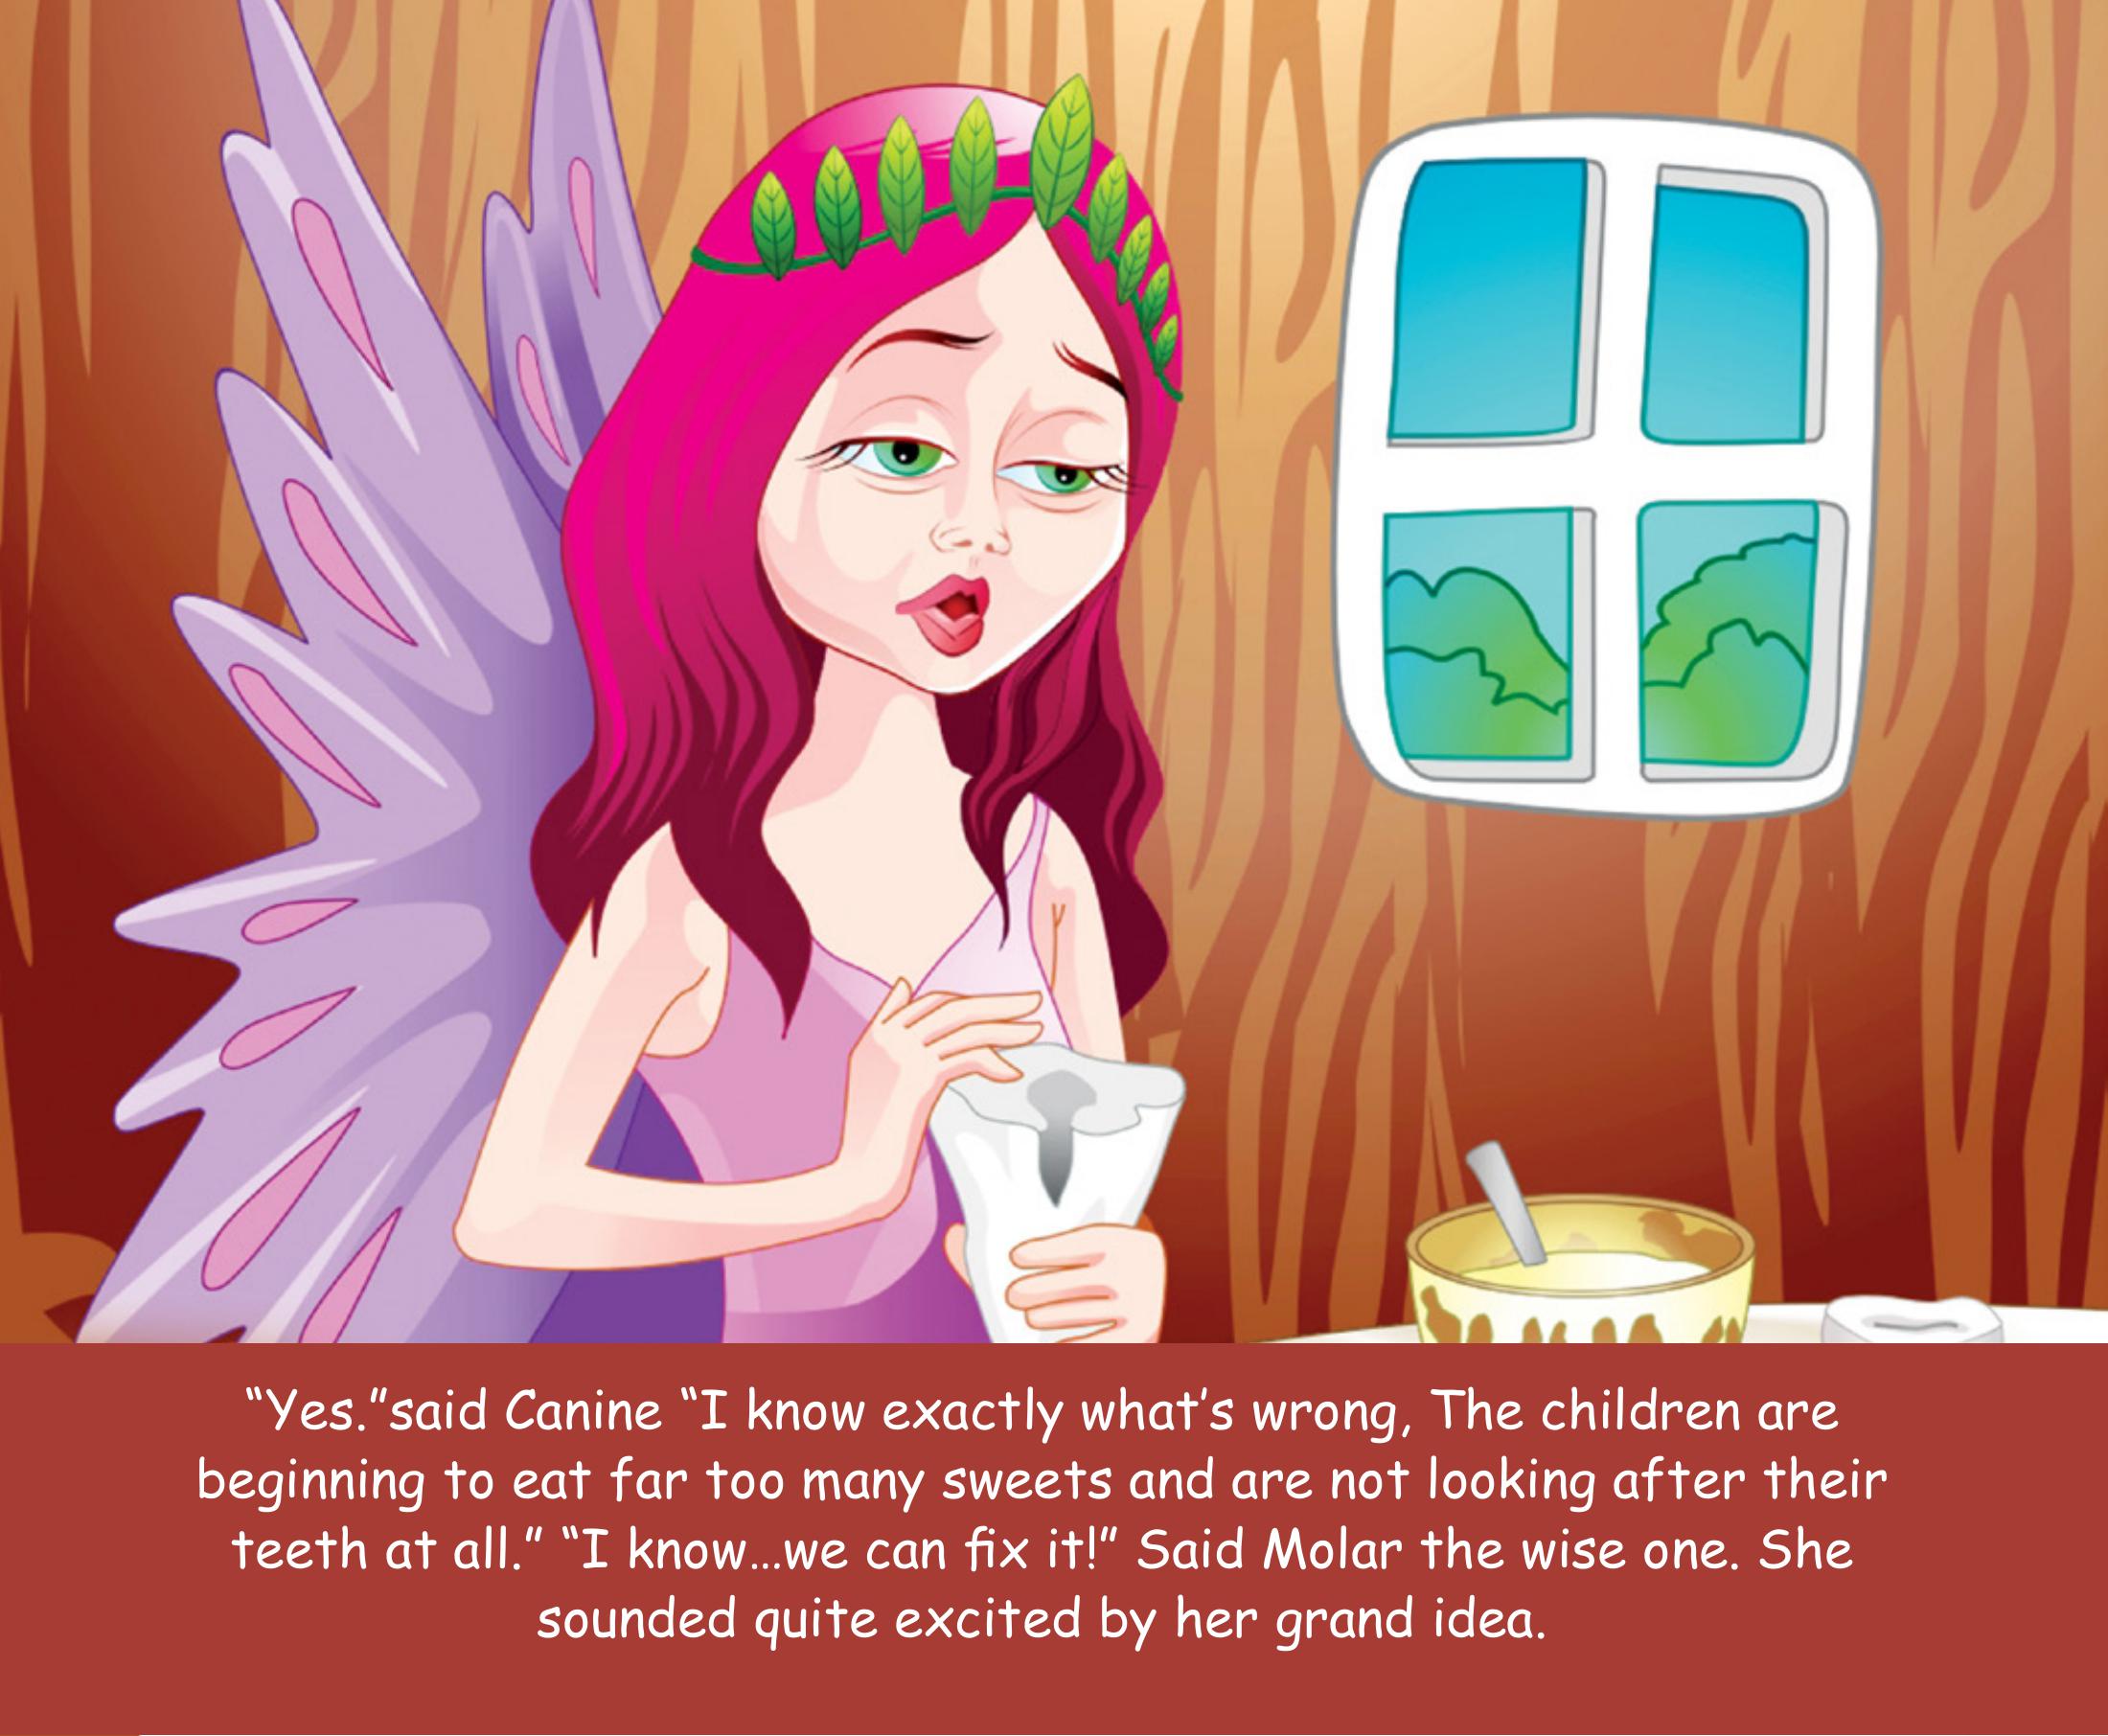 “Yes.”said Canine “I know exactly what’s wrong, The children are
beginning to eat far too many sweets and are not looking after their
teeth at all.” “I know...we can fix it!” Said Molar the wise one. She
sounded quite excited by her grand idea.